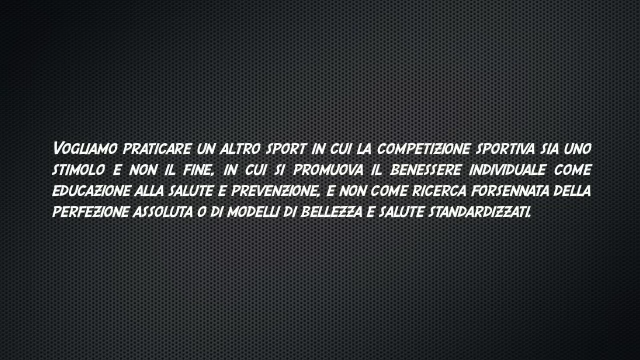 Vogliamo praticare un altro sport in cui la competizione sportiva sia uno
stimolo e non il fine, in cui si promuova il benessere individuale come
educazione alla salute e prevenzione, e non come ricerca forsennata della
perfezione assoluta o di modelli di bellezza e salute standardizzati.